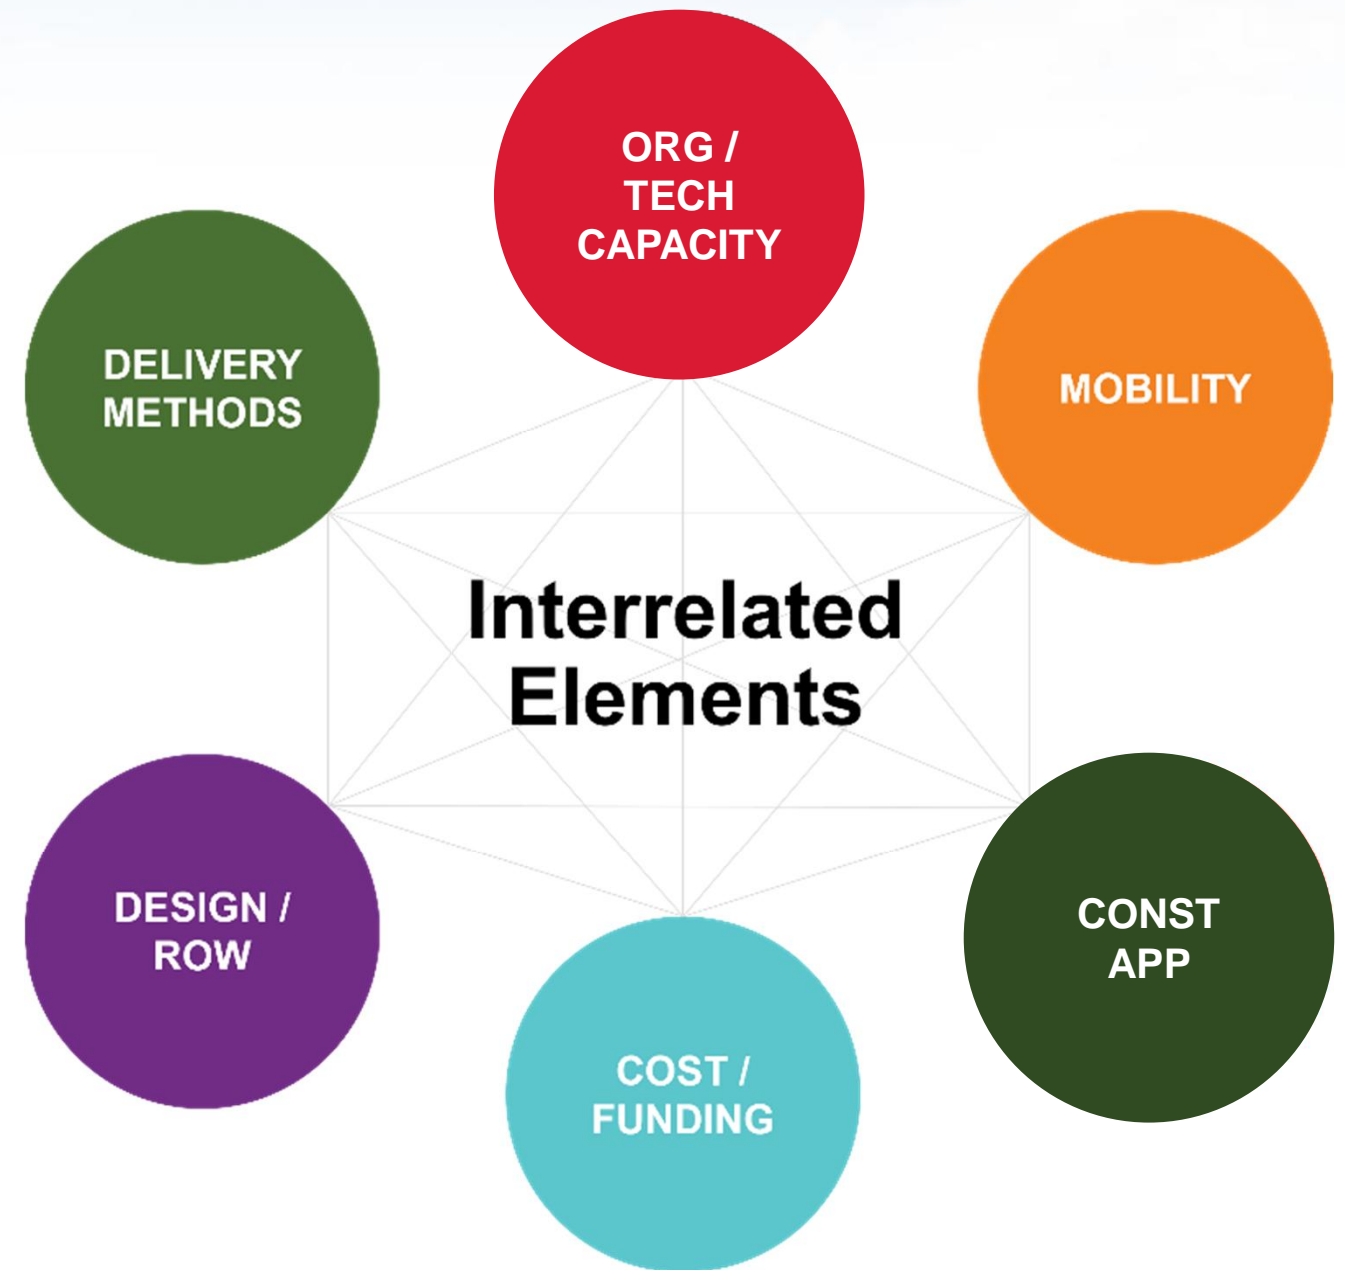 ORG /
TECH
CAPACITY
DELIVERY
METHODS
MOBILITY
Interrelated
Elements
DESIGN /
ROW
CONST
APP
COST /
FUNDING